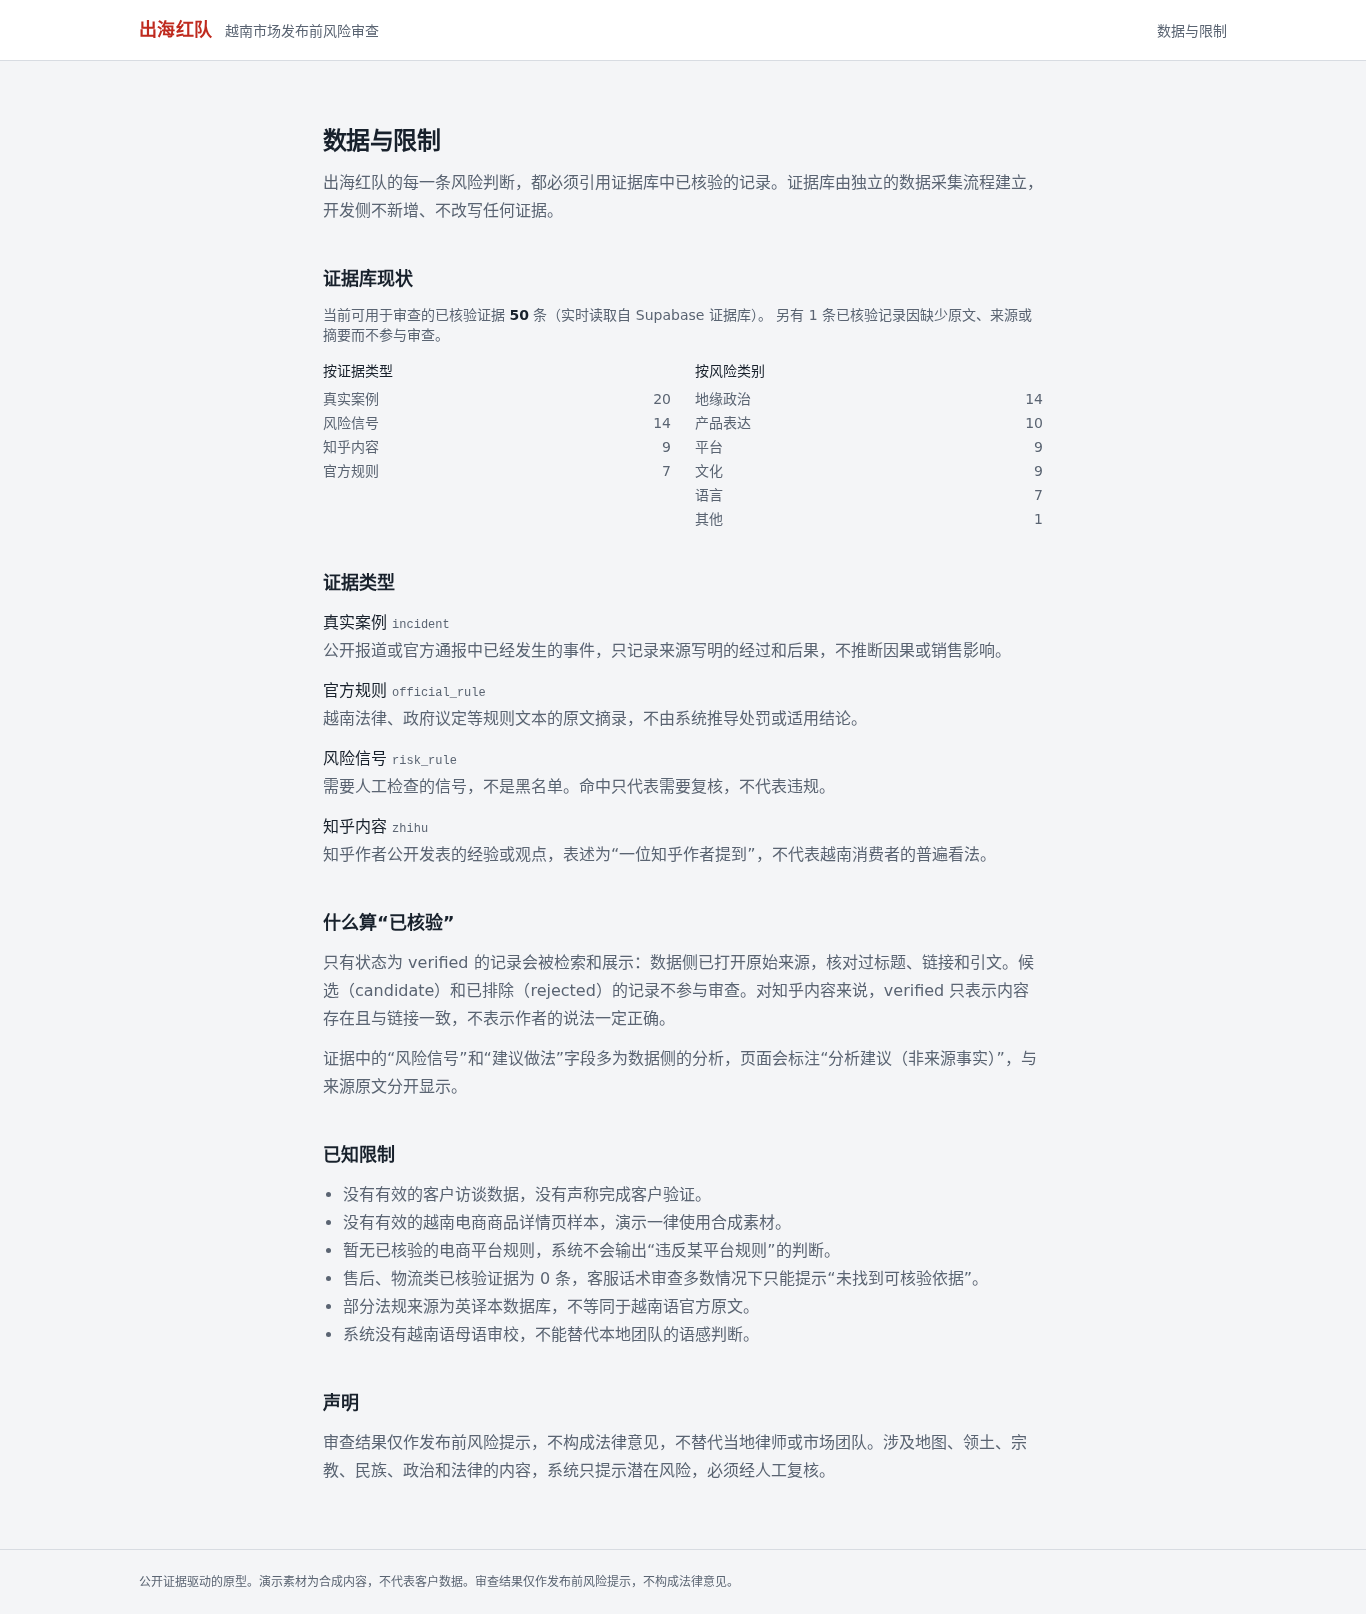 出海红队 越南市场发布前风险审查 数据与限制
数据与限制
出海红队的每一条风险判断，都必须引用证据库中已核验的记录。证据库由独立的数据采集流程建立，
开发侧不新增、不改写任何证据。
证据库现状
当前可用于审查的已核验证据 50 条（实时读取自 Supabase 证据库）。 另有 1 条已核验记录因缺少原文、来源或
摘要而不参与审查。
按证据类型
真实案例 20
风险信号 14
知乎内容 9
官方规则 7
按风险类别
地缘政治 14
产品表达 10
平台 9
文化 9
语言 7
其他 1
证据类型
真实案例 incident
公开报道或官方通报中已经发生的事件，只记录来源写明的经过和后果，不推断因果或销售影响。
官方规则 official_rule
越南法律、政府议定等规则文本的原文摘录，不由系统推导处罚或适用结论。
风险信号 risk_rule
需要人工检查的信号，不是黑名单。命中只代表需要复核，不代表违规。
知乎内容 zhihu
知乎作者公开发表的经验或观点，表述为“一位知乎作者提到”，不代表越南消费者的普遍看法。
什么算“已核验”
只有状态为 verified 的记录会被检索和展示：数据侧已打开原始来源，核对过标题、链接和引文。候
选（candidate）和已排除（rejected）的记录不参与审查。对知乎内容来说，verified 只表示内容
存在且与链接一致，不表示作者的说法一定正确。
证据中的“风险信号”和“建议做法”字段多为数据侧的分析，页面会标注“分析建议（非来源事实）”，与
来源原文分开显示。
已知限制
• 没有有效的客户访谈数据，没有声称完成客户验证。
• 没有有效的越南电商商品详情页样本，演示一律使用合成素材。
• 暂无已核验的电商平台规则，系统不会输出“违反某平台规则”的判断。
• 售后、物流类已核验证据为 0 条，客服话术审查多数情况下只能提示“未找到可核验依据”。
• 部分法规来源为英译本数据库，不等同于越南语官方原文。
• 系统没有越南语母语审校，不能替代本地团队的语感判断。
声明
审查结果仅作发布前风险提示，不构成法律意见，不替代当地律师或市场团队。涉及地图、领土、宗
教、民族、政治和法律的内容，系统只提示潜在风险，必须经人工复核。
公开证据驱动的原型。演示素材为合成内容，不代表客户数据。审查结果仅作发布前风险提示，不构成法律意见。